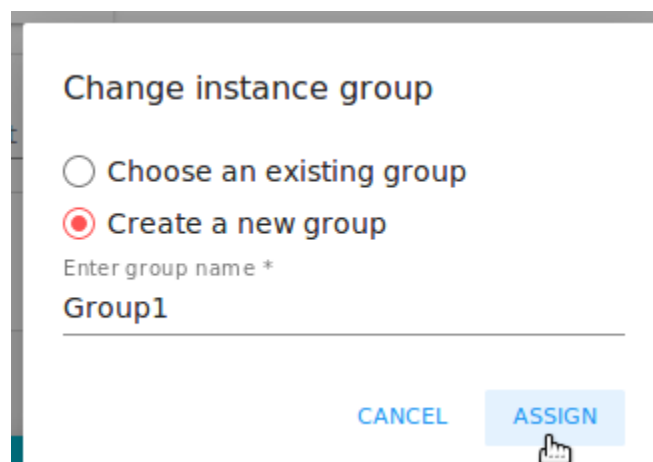 Change instance group
Choose an existing group
Create a new group
Enter group name *
Group1
CANCEL ASSIGN